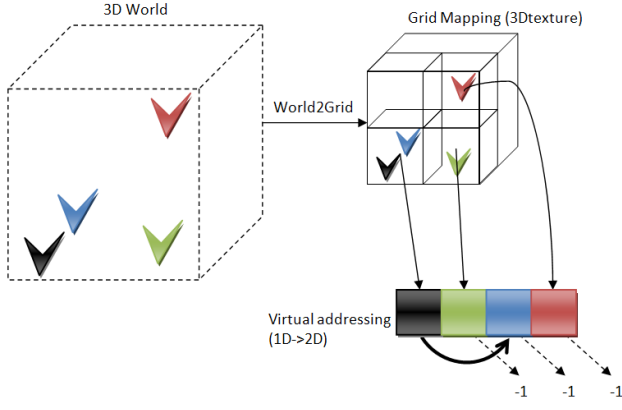 3D World
Grid Mapping (3Dtexture)
World2Grid
Virtual addressing
(1D->2D)
-1
-1
-1